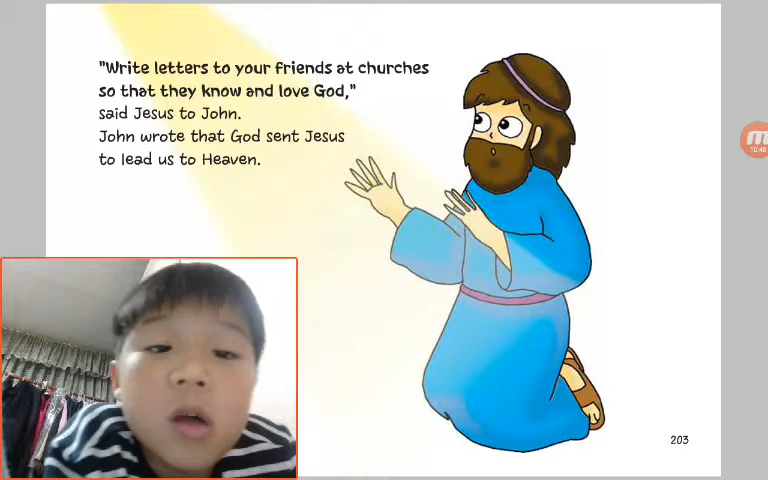 "Write letters to your friends at churches
so that they know and love God,"
said Jesus to John.
John wrote that God sent Jesus
to lead us to Heaven.
203